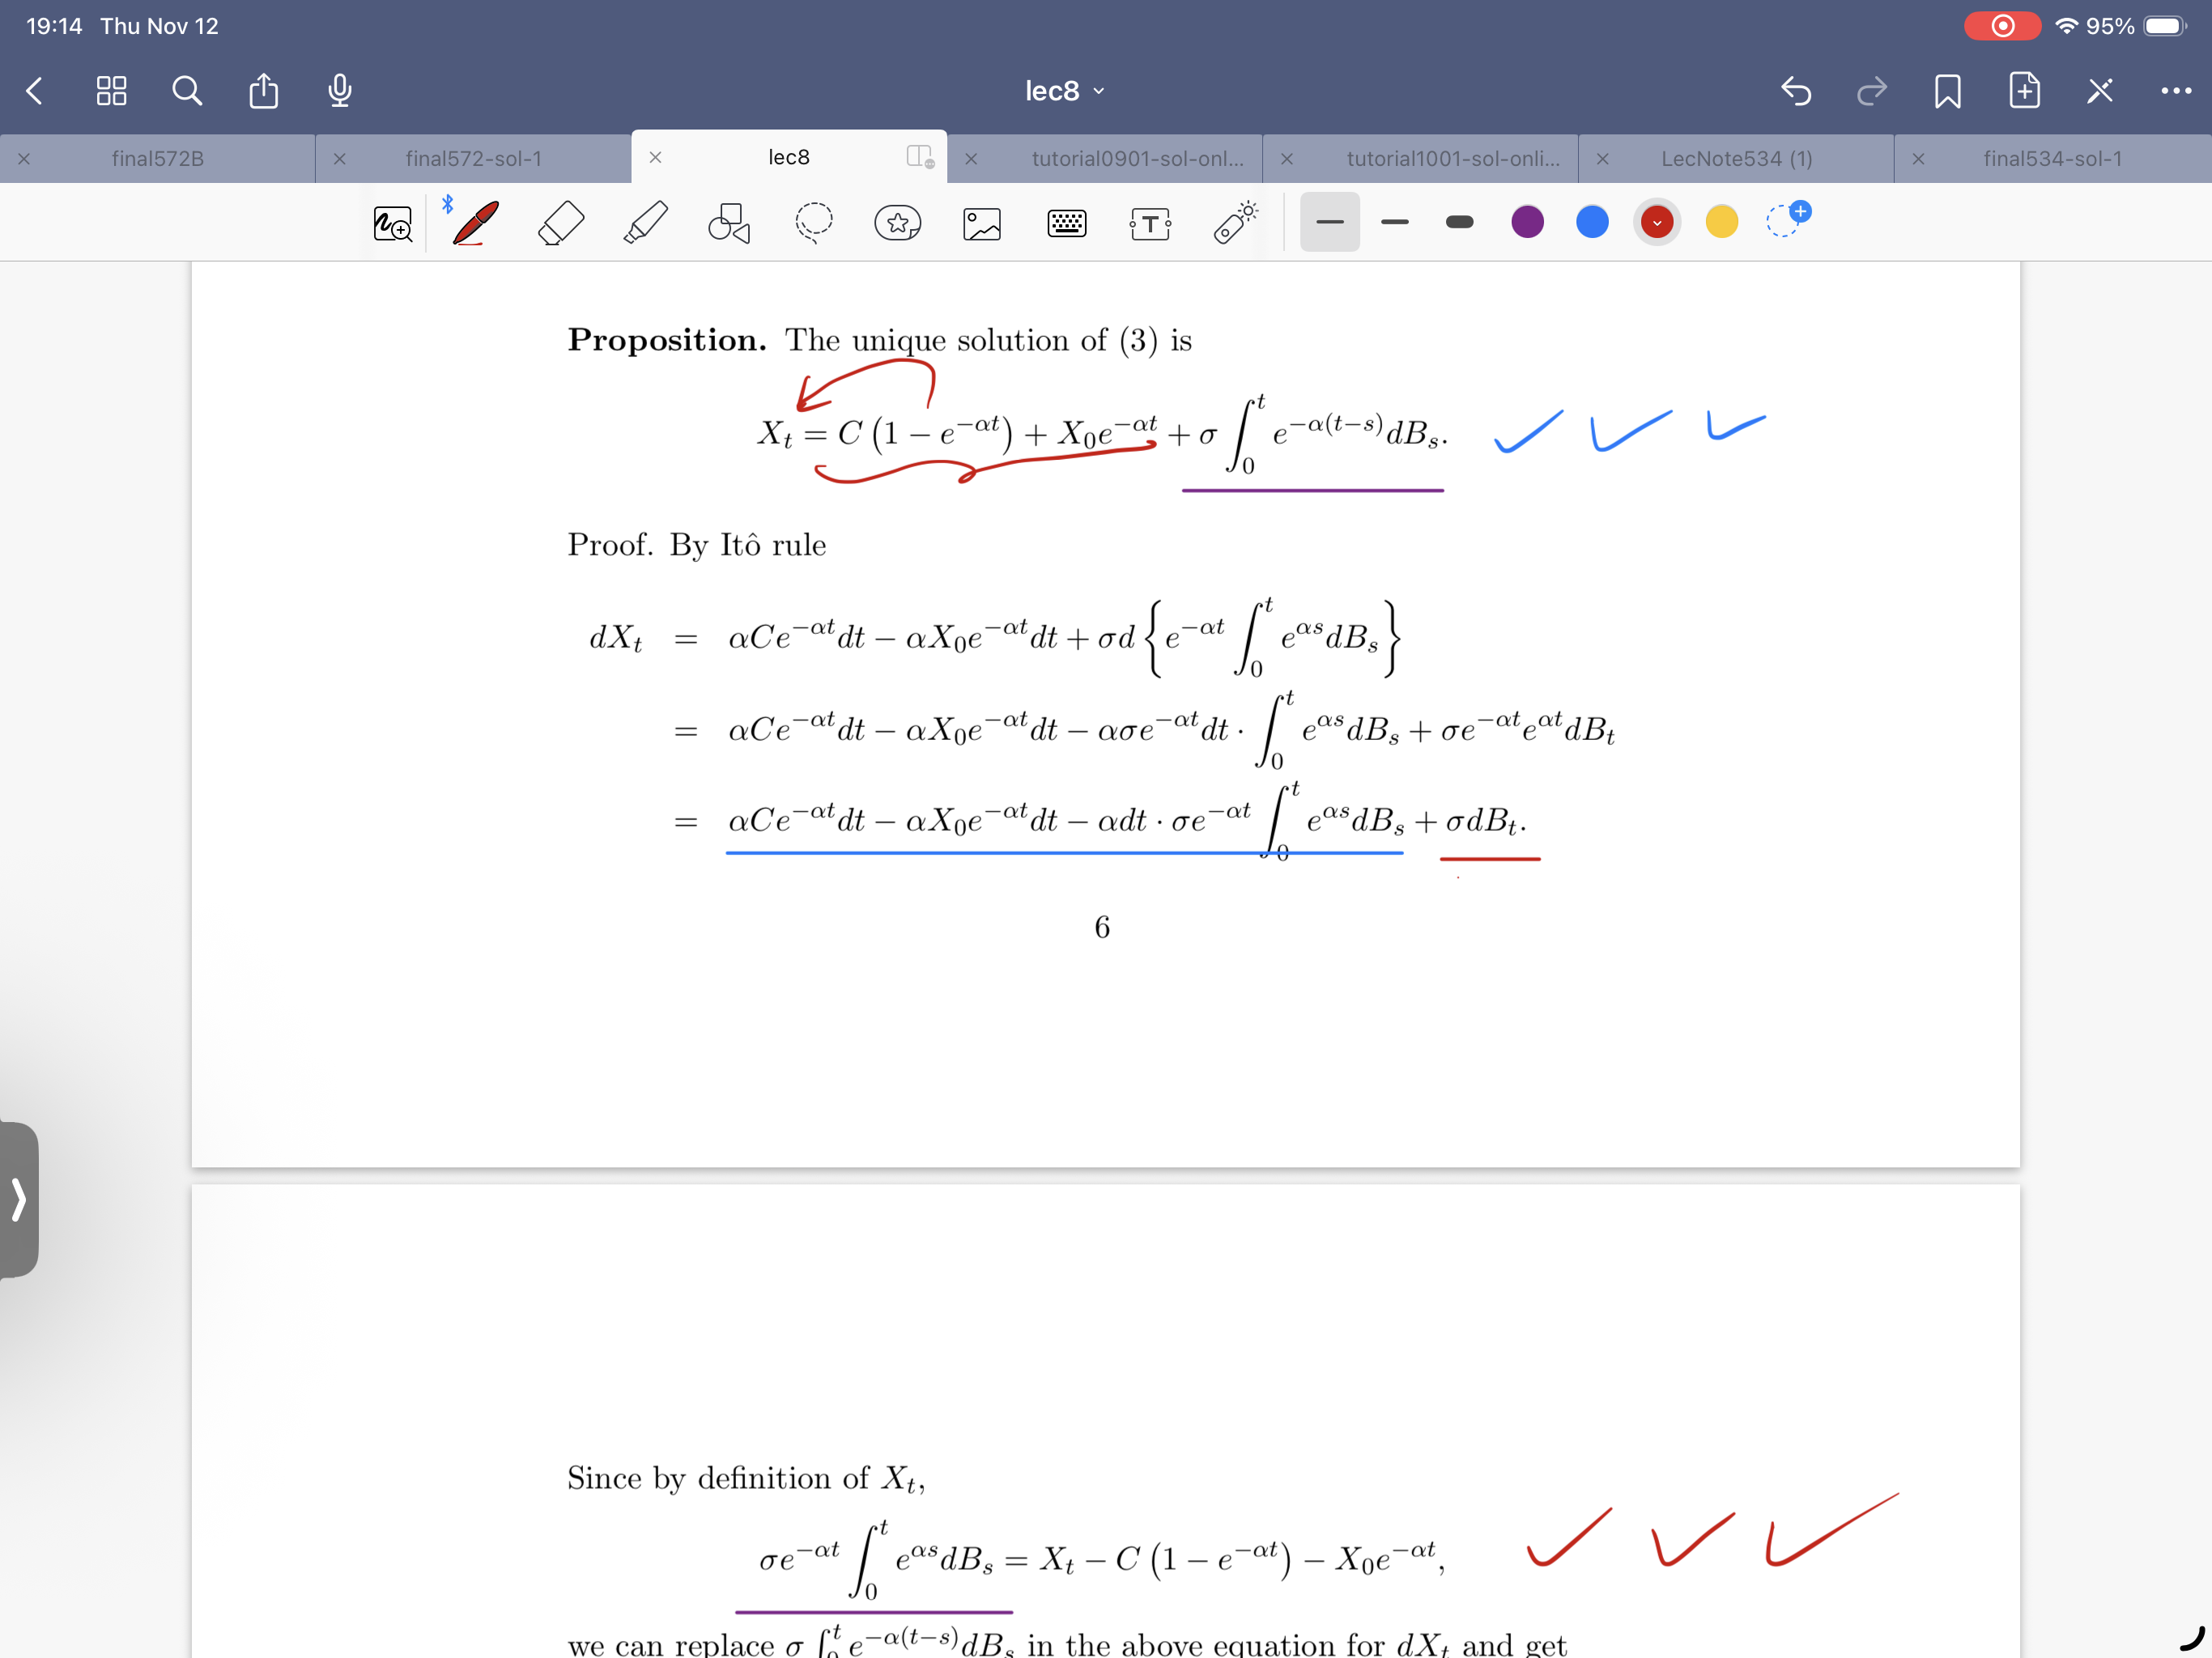 19:14 Thu Nov 12 95%
lec8
final572B final572-sol-1 lec8 tutorial0901-sol-onl... tutorial1001-sol-onli... LecNote534 (1) final534-sol-1
T
Proposition. The unique solution of (3) is
X_t = C (1 − e^{−αt}) + X_0e^{−αt} + σ ∫_0^t e^{−α(t−s)}dB_s.
Proof. By Itô rule
dX_t = αCe^{−αt}dt − αX_0e^{−αt}dt + σd {e^{−αt} ∫_0^t e^{αs}dB_s}
= αCe^{−αt}dt − αX_0e^{−αt}dt − ασe^{−αt}dt · ∫_0^t e^{αs}dB_s + σe^{−αt}e^{αt}dB_t
= αCe^{−αt}dt − αX_0e^{−αt}dt − αdt · σe^{−αt} ∫_0^t e^{αs}dB_s + σdB_t.
6
Since by definition of X_t,
σe^{−αt} ∫_0^t e^{αs}dB_s = X_t − C (1 − e^{−αt}) − X_0e^{−αt},
we can replace σ ∫_0^t e^{−α(t−s)}dB_s in the above equation for dX_t and get